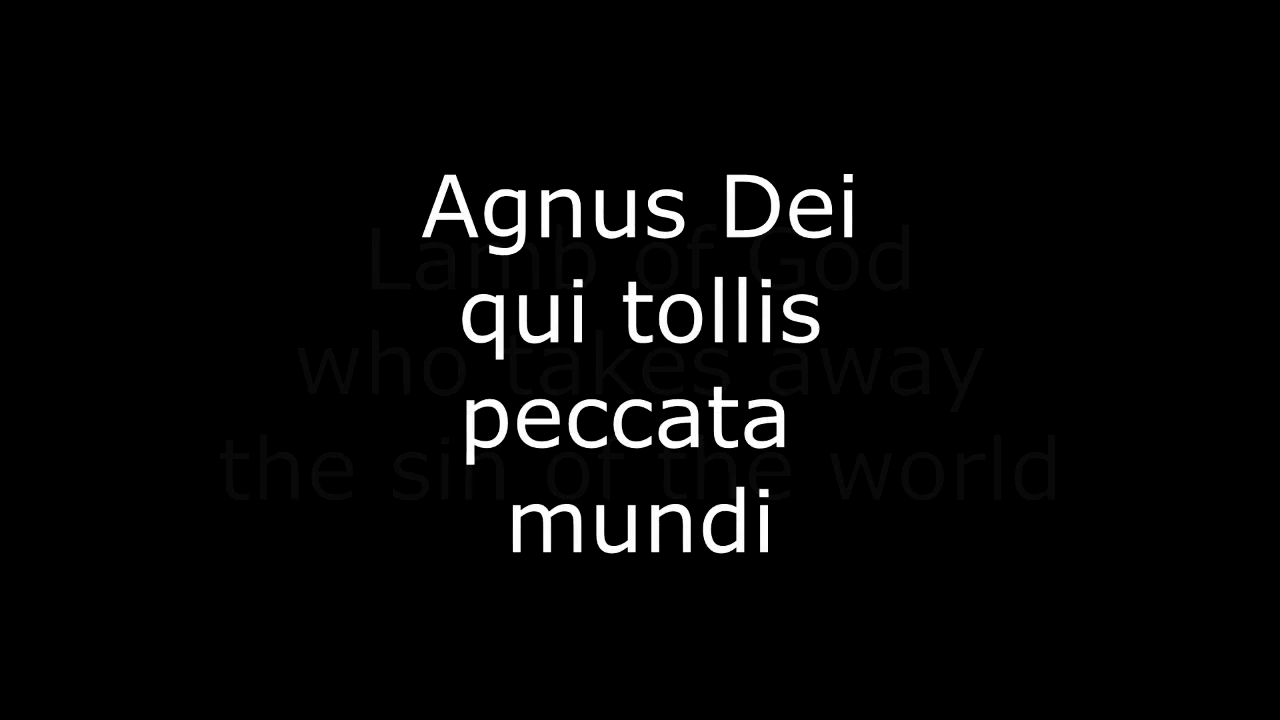 Agnus Dei
Lamb of God
qui tollis
who takes away
peccata
the sin of the world
mundi